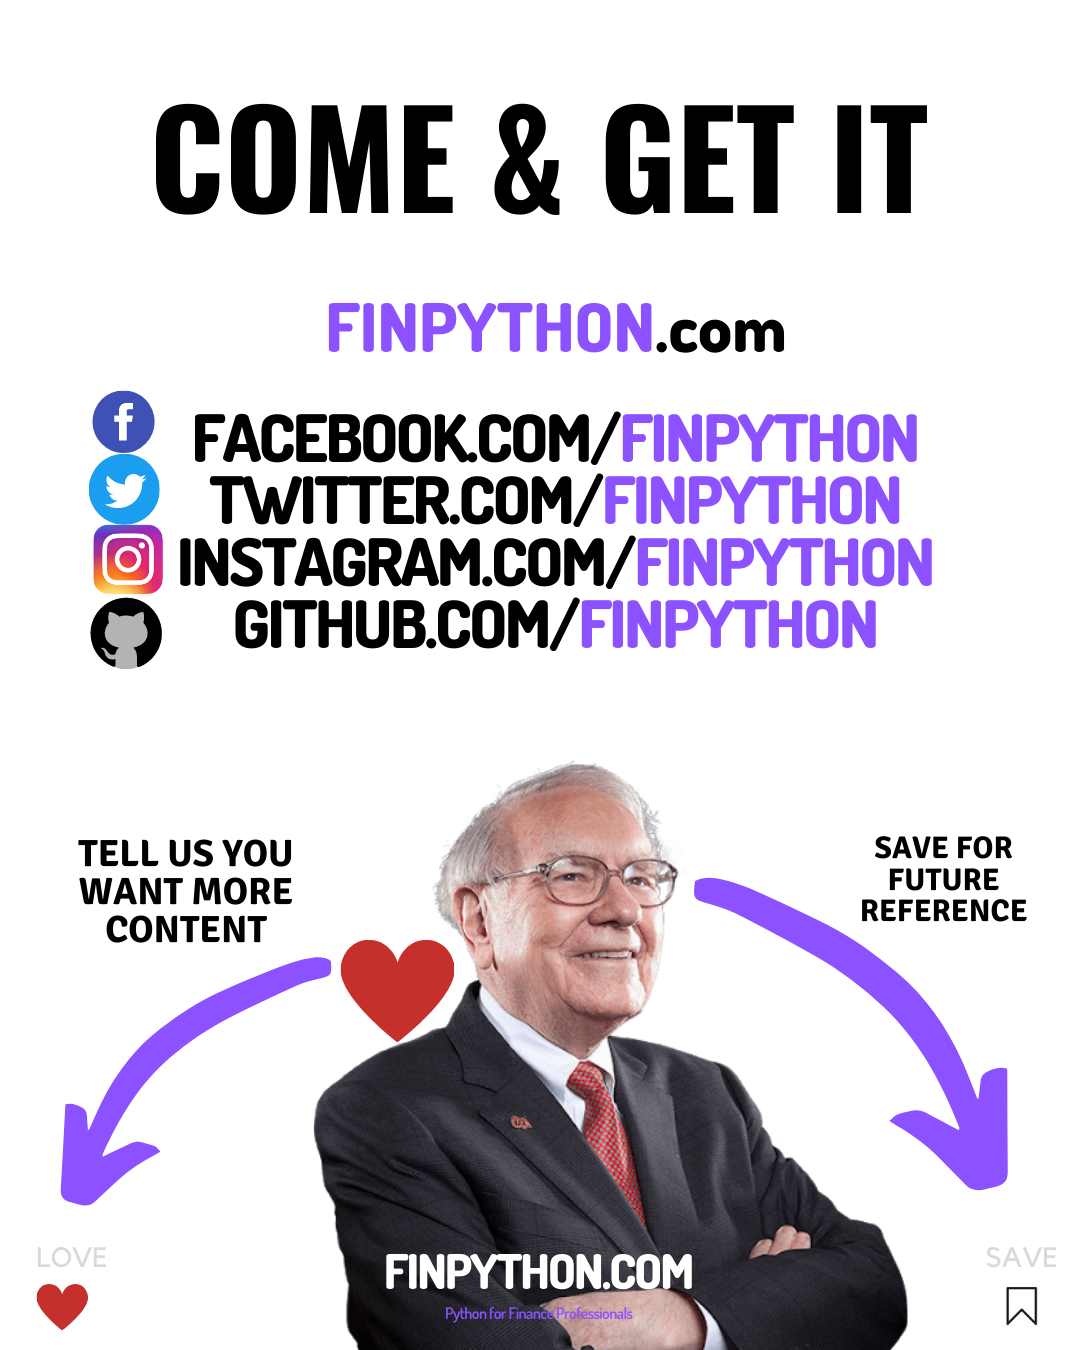 COME & GET IT
FINPYTHON.com
FACEBOOK.COM/FINPYTHON
TWITTER.COM/FINPYTHON
INSTAGRAM.COM/FINPYTHON
GITHUB.COM/FINPYTHON
TELL US YOU
WANT MORE
CONTENT
SAVE FOR
FUTURE
REFERENCE
LOVE
SAVE
FINPYTHON.COM
Python for Finance Professionals